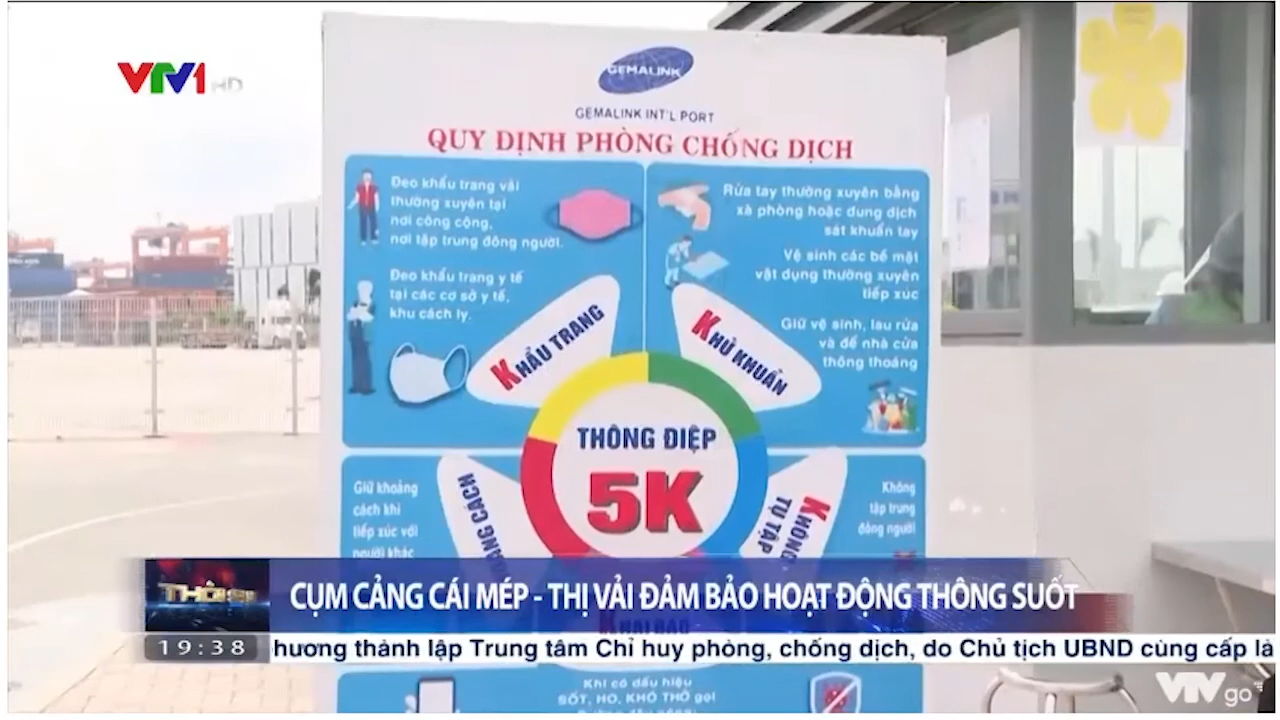 VTV1 HD
GEMALINK
GEMALINK INT'L PORT
QUY ĐỊNH PHÒNG CHỐNG DỊCH
Đeo khẩu trang vải
thường xuyên tại
nơi công cộng,
nơi tập trung đông người.
Đeo khẩu trang y tế
tại các cơ sở y tế,
khu cách ly.
KHẨU TRANG
Rửa tay thường xuyên bằng
xà phòng hoặc dung dịch
sát khuẩn tay
Vệ sinh các bề mặt
vật dụng thường xuyên
tiếp xúc
Giữ vệ sinh, lau rửa
và để nhà cửa
thông thoáng
KHỬ KHUẨN
THÔNG ĐIỆP
5K
Giữ khoảng
cách khi
tiếp xúc với
người khác
CÁCH
Không
tập trung
đông người
KHÔNG
TỤ TẬP
KHAI BÁO
THỜI SỰ
CỤM CẢNG CÁI MÉP - THỊ VẢI ĐẢM BẢO HOẠT ĐỘNG THÔNG SUỐT
19:38
hương thành lập Trung tâm Chỉ huy phòng, chống dịch, do Chủ tịch UBND cùng cấp là
Khi có dấu hiệu
SỐT, HO, KHÓ THỞ gọi
VTV go